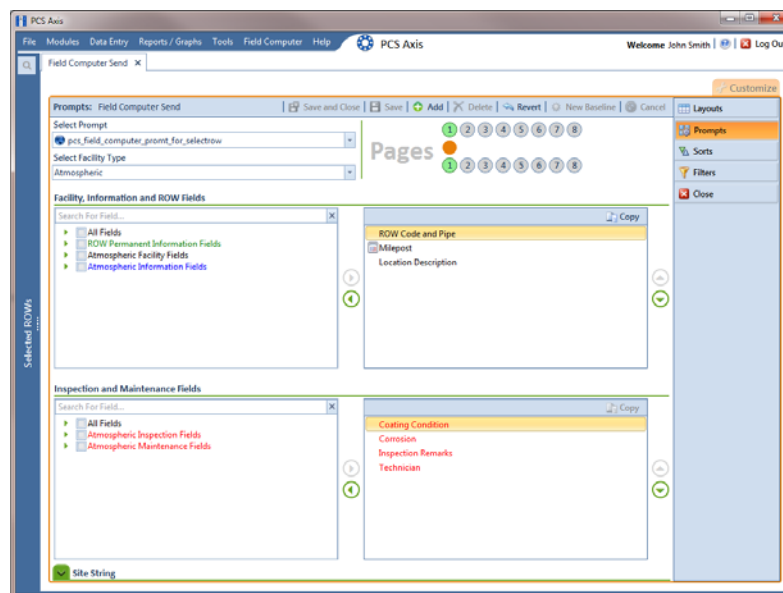 PCS Axis
File Modules Data Entry Reports / Graphs Tools Field Computer Help PCS Axis Welcome John Smith | Log Ou
Field Computer Send X
Customize
Prompts: Field Computer Send | Save and Close | Save | Add | Delete | Revert | New Baseline | Cancel
Layouts
Select Prompt
pcs_field_computer_promt_for_selectrow
Select Facility Type
Atmospheric
Pages
1 2 3 4 5 6 7 8
1 2 3 4 5 6 7 8
Prompts
Sorts
Filters
Close
Facility, Information and ROW Fields
Search For Field...
All Fields
ROW Permanent Information Fields
Atmospheric Facility Fields
Atmospheric Information Fields
Copy
ROW Code and Pipe
Milepost
Location Description
Selected ROWs
Inspection and Maintenance Fields
Search For Field...
All Fields
Atmospheric Inspection Fields
Atmospheric Maintenance Fields
Copy
Coating Condition
Corrosion
Inspection Remarks
Technician
Site String